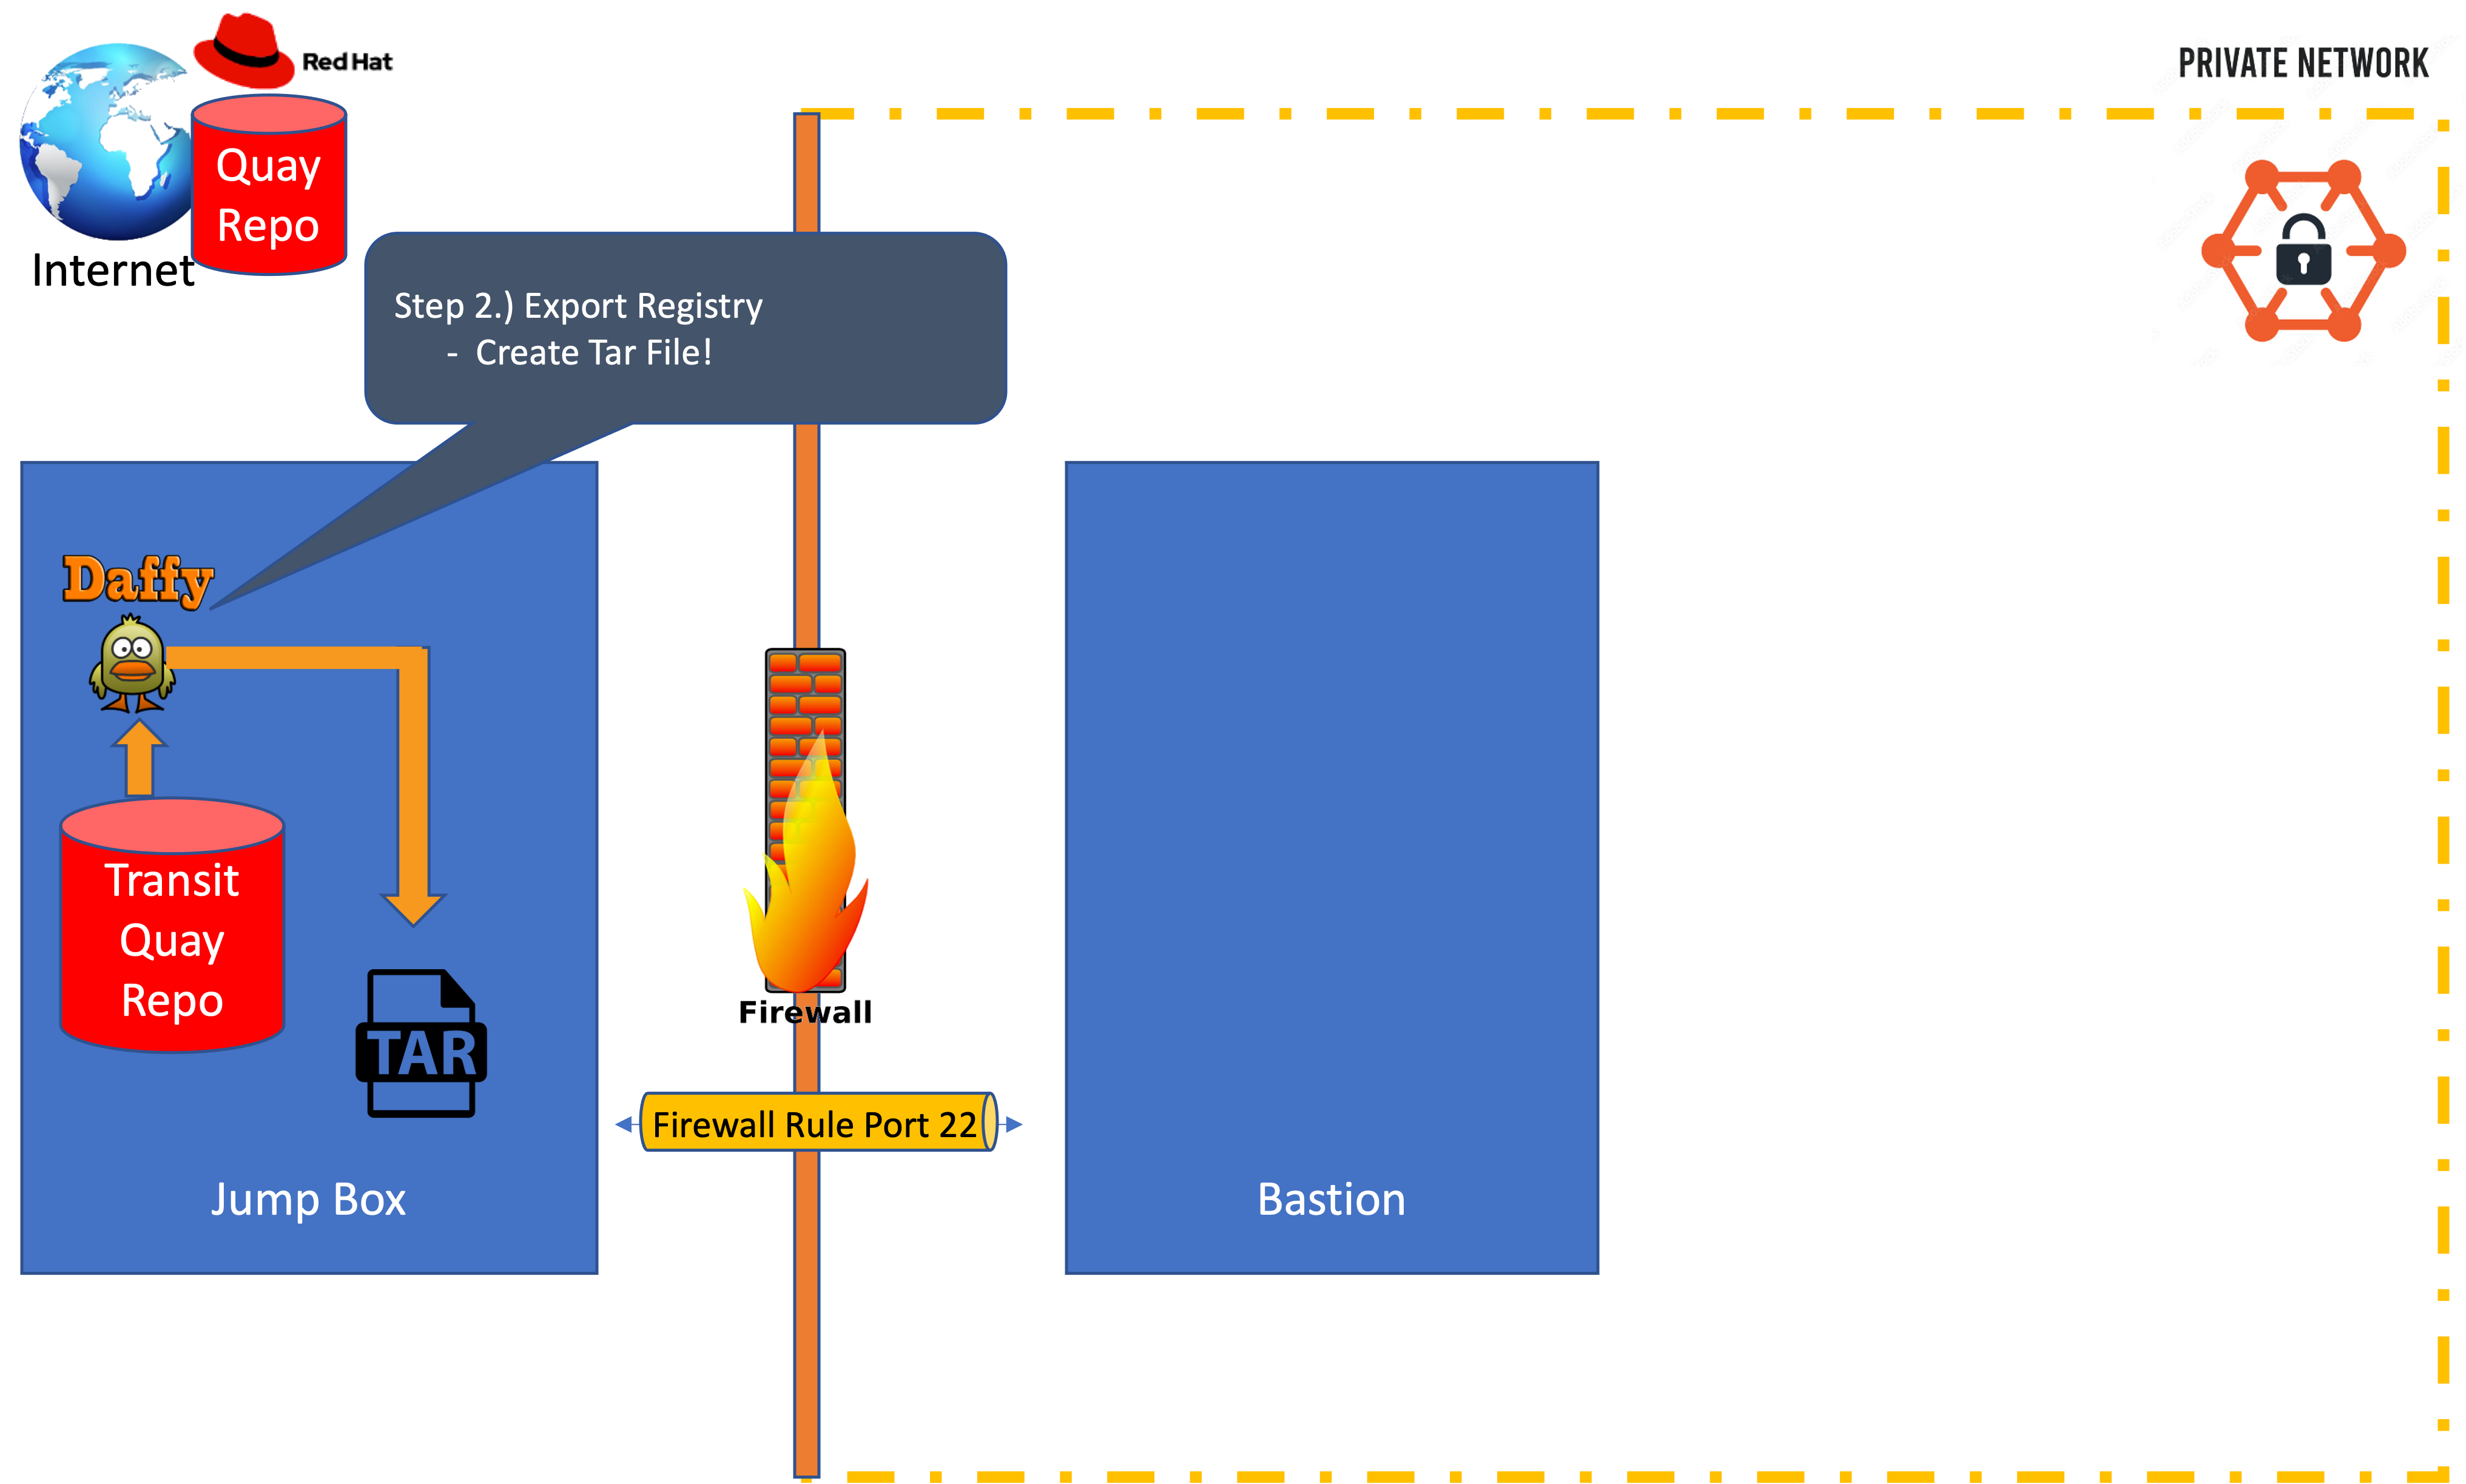 Red Hat
PRIVATE NETWORK
Quay
Repo
Internet
Step 2.) Export Registry
- Create Tar File!
Daffy
Transit
Quay
Repo
TAR
Firewall
Firewall Rule Port 22
Jump Box
Bastion